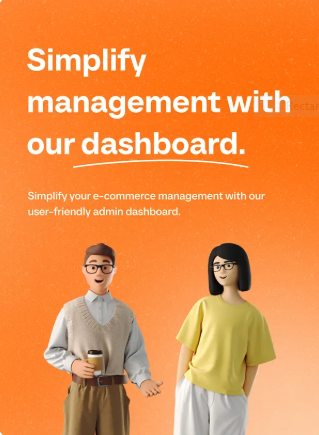 Simplify
management with
our dashboard.
Simplify your e-commerce management with our
user-friendly admin dashboard.